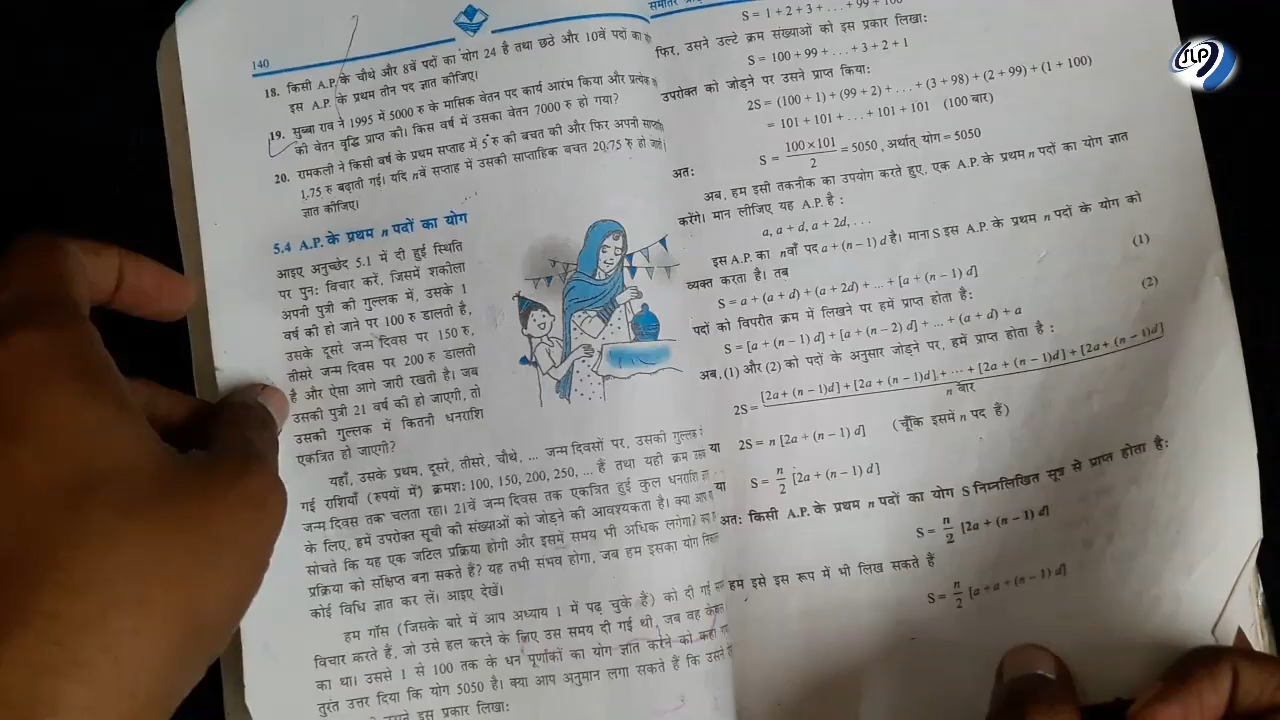 140
18. किसी A.P. के चौथे और 8वें पदों का योग 24 है तथा छठे और 10वें पदों का
इस A.P. के प्रथम तीन पद ज्ञात कीजिए।
19. सुब्बा राव ने 1995 में 5000 रु के मासिक वेतन पद कार्य आरंभ किया और प्रत्येक
की वेतन वृद्धि प्राप्त की। किस वर्ष में उसका वेतन 7000 रु हो गया?
20. रामकली ने किसी वर्ष के प्रथम सप्ताह में 5 रु की बचत की और फिर अपनी
1.75 रु बढ़ाती गई। यदि nवें सप्ताह में उसकी साप्ताहिक बचत 20.75 रु हो
ज्ञात कीजिए।
5.4 A.P. के प्रथम n पदों का योग
आइए अनुच्छेद 5.1 में दी हुई स्थिति
पर पुन: विचार करें, जिसमें शकीला
अपनी पुत्री की गुल्लक में, उसके 1
वर्ष की हो जाने पर 100 रु डालती है,
उसके दूसरे जन्म दिवस पर 150 रु,
तीसरे जन्म दिवस पर 200 रु डालती
है और ऐसा आगे जारी रखती है। जब
उसकी पुत्री 21 वर्ष की हो जाएगी, तो
उसकी गुल्लक में कितनी धनराशि
एकत्रित हो जाएगी?
यहाँ, उसके प्रथम, दूसरे, तीसरे, चौथे, ... जन्म दिवसों पर, उसकी गुल्लक
गई राशियाँ (रुपयों में) क्रमश: 100, 150, 200, 250, ... हैं तथा यही क्रम
जन्म दिवस तक चलता रहा। 21वें जन्म दिवस तक एकत्रित हुई कुल धनराशि
के लिए, हमें उपरोक्त सूची की संख्याओं को जोड़ने की आवश्यकता है। क्या आप
सोचते कि यह एक जटिल प्रक्रिया होगी और इसमें समय भी अधिक लगेगा?
प्रक्रिया को संक्षिप्त बना सकते हैं? यह तभी संभव होगा, जब हम इसका योग
कोई विधि ज्ञात कर लें। आइए देखें।
हम गॉस (जिसके बारे में आप अध्याय 1 में पढ़ चुके हैं) को दी गई
विचार करते हैं, जो उसे हल करने के लिए उस समय दी गई थी, जब वह केवल
का था। उससे 1 से 100 तक के धन पूर्णांकों का योग ज्ञात करने को कहा
तुरंत उत्तर दिया कि योग 5050 है। क्या आप अनुमान लगा सकते हैं कि उसने
इस प्रकार लिखा:
S = 1 + 2 + 3 + . . . + 99 + 100
फिर, उसने उल्टे क्रम संख्याओं को इस प्रकार लिखा:
S = 100 + 99 + . . . + 3 + 2 + 1
उपरोक्त को जोड़ने पर उसने प्राप्त किया:
2S = (100 + 1) + (99 + 2) + . . . + (3 + 98) + (2 + 99) + (1 + 100)
= 101 + 101 + . . . + 101 + 101 (100 बार)
अत: S = 100 × 101 / 2 = 5050, अर्थात् योग = 5050
अब, हम इसी तकनीक का उपयोग करते हुए, एक A.P. के प्रथम n पदों का योग ज्ञात
करेंगे। मान लीजिए यह A.P. है :
a, a + d, a + 2d, . . .
इस A.P. का nवाँ पद a + (n – 1) d है। माना S इस A.P. के प्रथम n पदों के योग को
व्यक्त करता है। तब
S = a + (a + d) + (a + 2d) + ... + [a + (n – 1) d] (1)
पदों को विपरीत क्रम में लिखने पर हमें प्राप्त होता है:
S = [a + (n – 1) d] + [a + (n – 2) d] + ... + (a + d) + a (2)
अब, (1) और (2) को पदों के अनुसार जोड़ने पर, हमें प्राप्त होता है :
2S = [2a + (n – 1)d] + [2a + (n – 1)d] + ... + [2a + (n – 1)d] + [2a + (n – 1)d]
n बार
या 2S = n [2a + (n – 1) d] (चूँकि इसमें n पद हैं)
या S = n/2 [2a + (n – 1) d]
अत: किसी A.P. के प्रथम n पदों का योग S निम्नलिखित सूत्र से प्राप्त होता है:
S = n/2 [2a + (n – 1) d]
हम इसे इस रूप में भी लिख सकते हैं
S = n/2 [a + a + (n – 1) d]
SLP